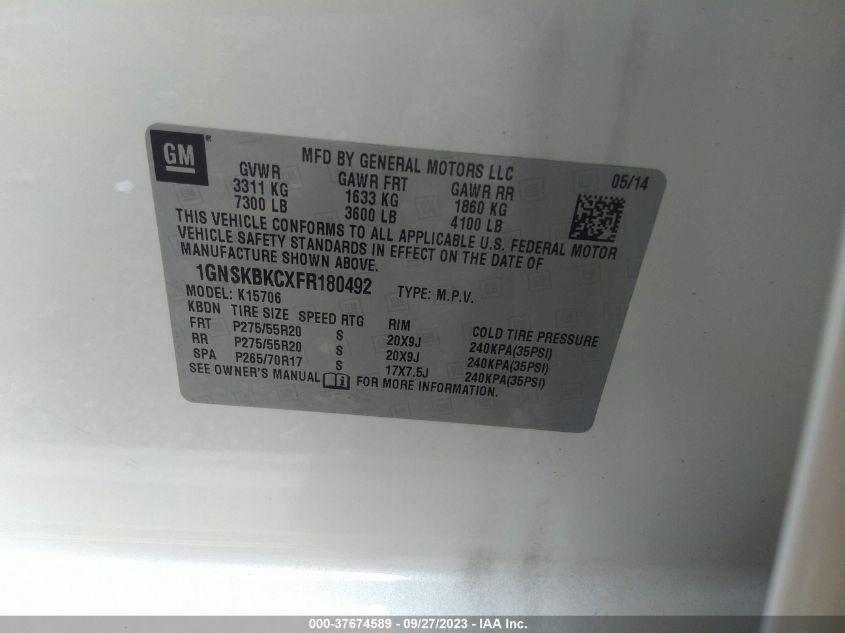 GM ®
MFD BY GENERAL MOTORS LLC
05/14
GVWR GAWR FRT GAWR RR
3311 KG 1633 KG 1860 KG
7300 LB 3600 LB 4100 LB
THIS VEHICLE CONFORMS TO ALL APPLICABLE U.S. FEDERAL MOTOR
VEHICLE SAFETY STANDARDS IN EFFECT ON THE DATE OF
MANUFACTURE SHOWN ABOVE.
1GNSKBKCXFR180492 TYPE: M.P.V.
MODEL: K15706
KBDN TIRE SIZE SPEED RTG RIM COLD TIRE PRESSURE
FRT P275/55R20 S 20X9J 240KPA(35PSI)
RR P275/55R20 S 20X9J 240KPA(35PSI)
SPA P265/70R17 S 17X7.5J 240KPA(35PSI)
SEE OWNER'S MANUAL FOR MORE INFORMATION.
000-37674589 - 09/27/2023 - IAA Inc.